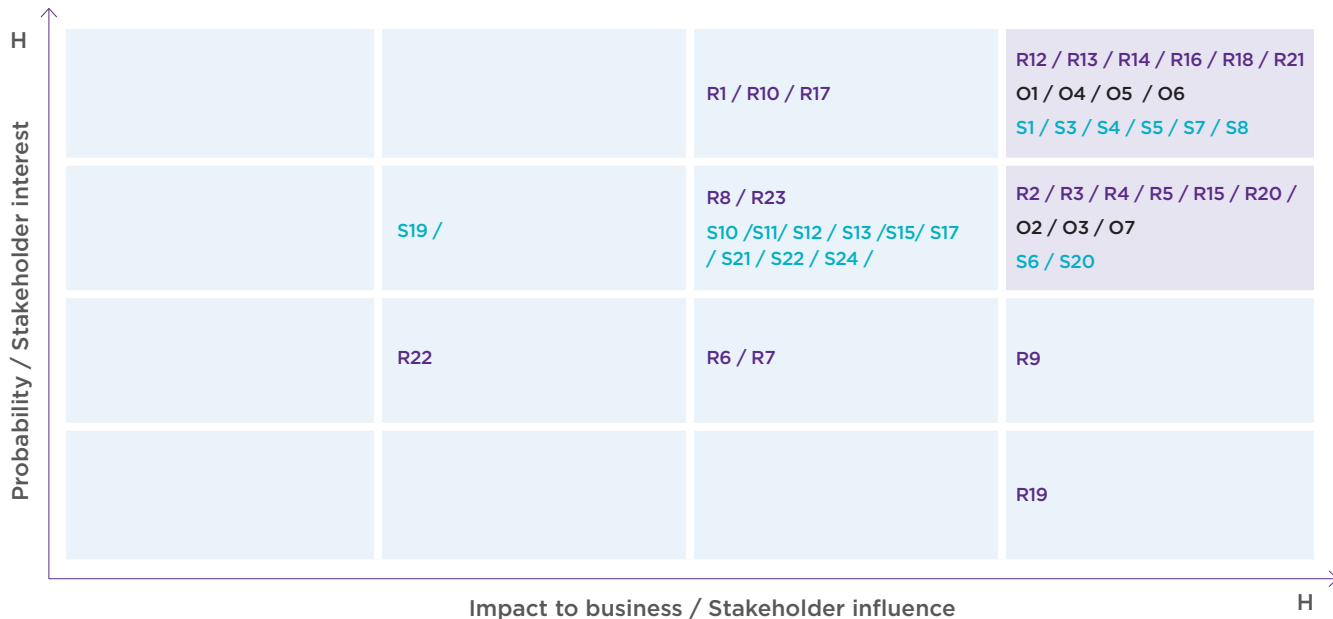 H
Probability / Stakeholder interest
R1 / R10 / R17
R12 / R13 / R14 / R16 / R18 / R21
O1 / O4 / O5  / O6
S1 / S3 / S4 / S5 / S7 / S8
S19 /
R8 / R23
S10 /S11/ S12 / S13 /S15/ S17
/ S21 / S22 / S24 /
R2 / R3 / R4 / R5 / R15 / R20 /
O2 / O3 / O7
S6 / S20
R22
R6 / R7
R9
R19
Impact to business / Stakeholder influence
H